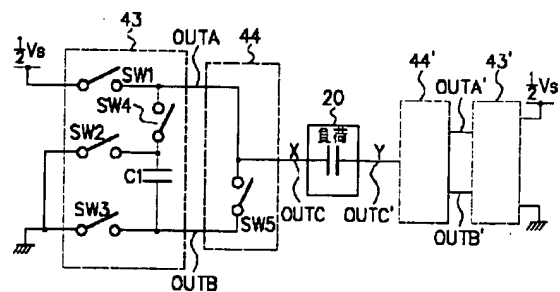 43
OUTA
44
½Vs
SW1
SW4
SW2
C1
SW3
SW5
OUTB
X
OUTC
20
負荷
Y
OUTC'
44'
OUTA'
43'
½Vs
OUTB'